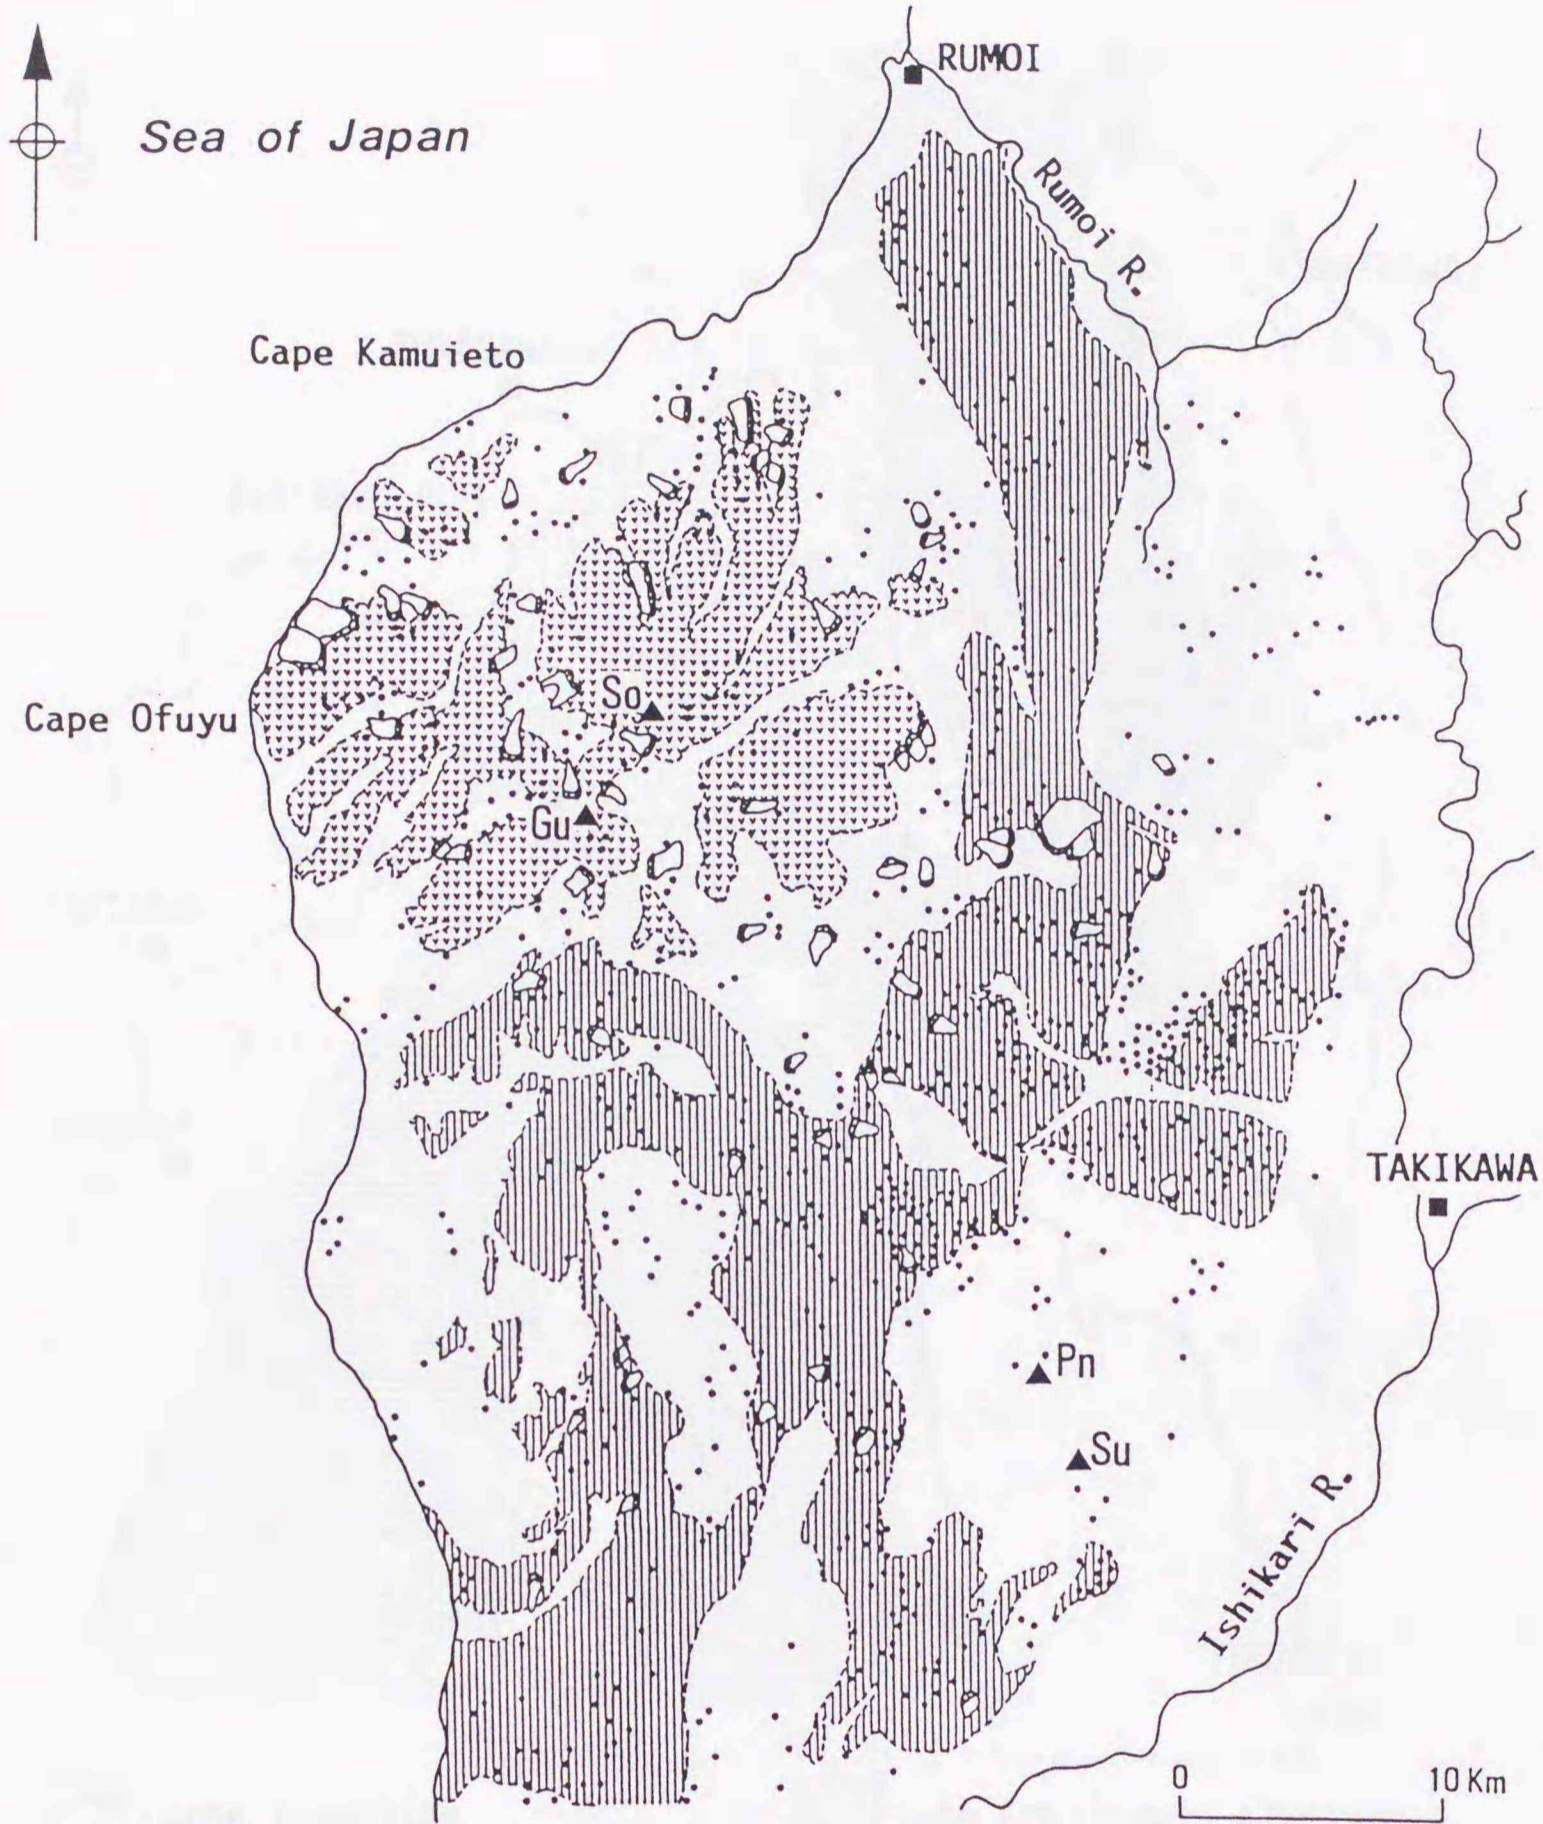 RUMOI
Sea of Japan
Rumoi R.
Cape Kamuieto
So
Cape Ofuyu
Gu
TAKIKAWA
Pn
Su
Ishikari R.
0 10 Km